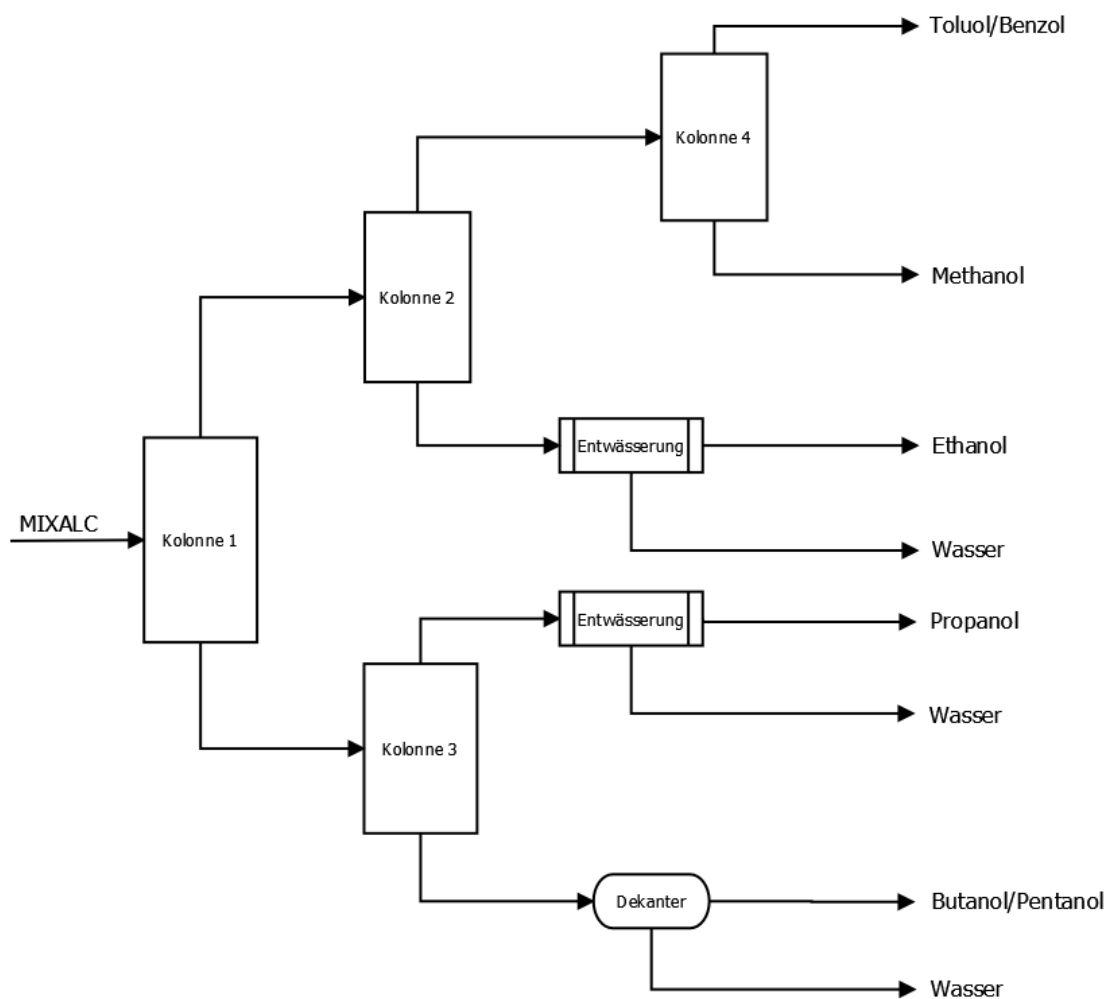 Toluol/Benzol
Kolonne 4
Methanol
Kolonne 2
Entwässerung
Ethanol
MIXALC
Kolonne 1
Wasser
Entwässerung
Propanol
Wasser
Kolonne 3
Dekanter
Butanol/Pentanol
Wasser